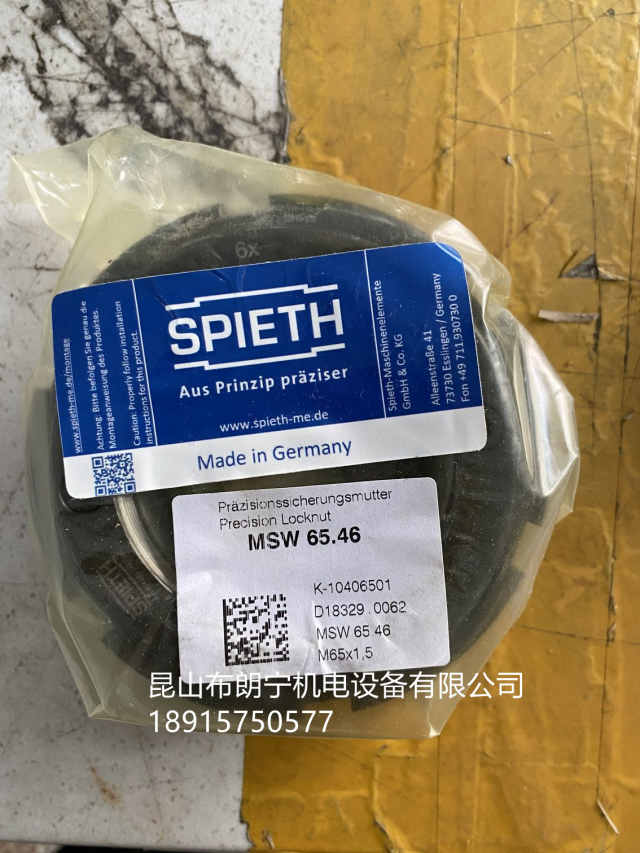 6x
www.spieth-me.de/montage
Achtung: Bitte befolgen Sie genau die
Montageanweisung des Produktes.
Caution: Properly follow installation
instructions for this product.
SPIETH
Aus Prinzip präziser
www.spieth-me.de
Spieth-Maschinenelemente
GmbH & Co. KG
Alleenstraße 41
73730 Esslingen / Germany
Fon +49 711.930730 0
Made in Germany
Präzisionssicherungsmutter
Precision Locknut
MSW 65.46
K-10406501
D18329 .0062
MSW 65.46
M65x1,5
昆山布朗宁机电设备有限公司
18915750577